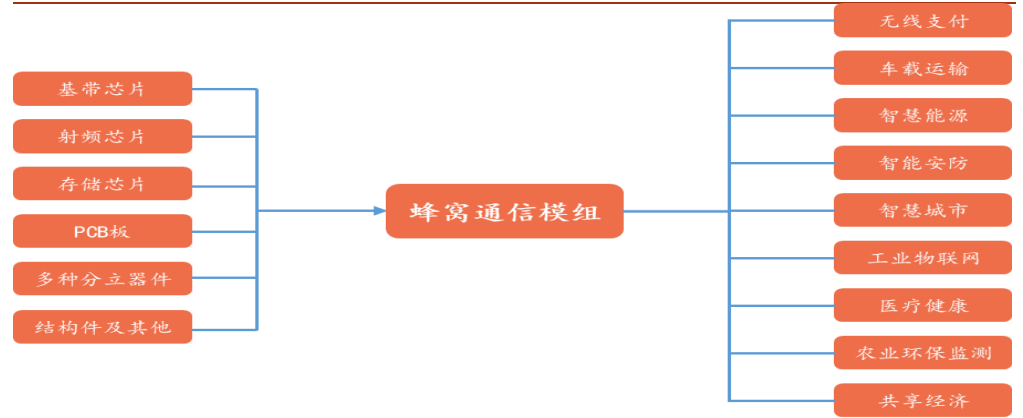 基带芯片
射频芯片
存储芯片
PCB板
多种分立器件
结构件及其他
蜂窝通信模组
无线支付
车载运输
智慧能源
智能安防
智慧城市
工业物联网
医疗健康
农业环保监测
共享经济